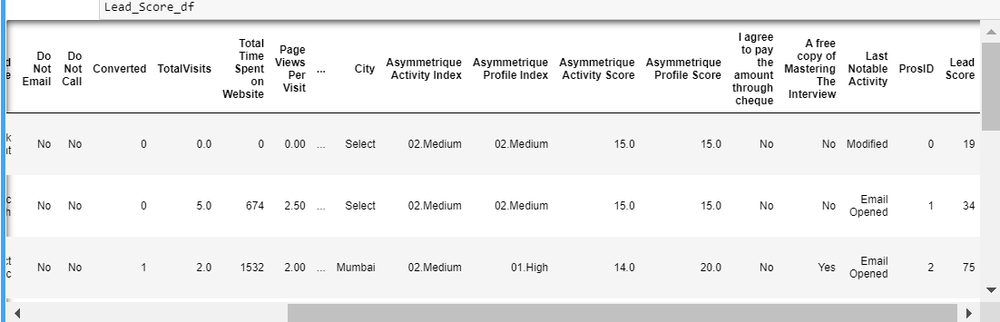 Lead_Score_df
Do Not Email Do Not Call Converted TotalVisits Total Time Spent on Website Page Views Per Visit ... City Asymmetrique Activity Index Asymmetrique Profile Index Asymmetrique Activity Score Asymmetrique Profile Score I agree to pay the amount through cheque A free copy of Mastering The Interview Last Notable Activity ProsID Lead Score
No No 0 0.0 0 0.00 ... Select 02.Medium 02.Medium 15.0 15.0 No No Modified 0 19
No No 0 5.0 674 2.50 ... Select 02.Medium 02.Medium 15.0 15.0 No No Email Opened 1 34
No No 1 2.0 1532 2.00 ... Mumbai 02.Medium 01.High 14.0 20.0 No Yes Email Opened 2 75